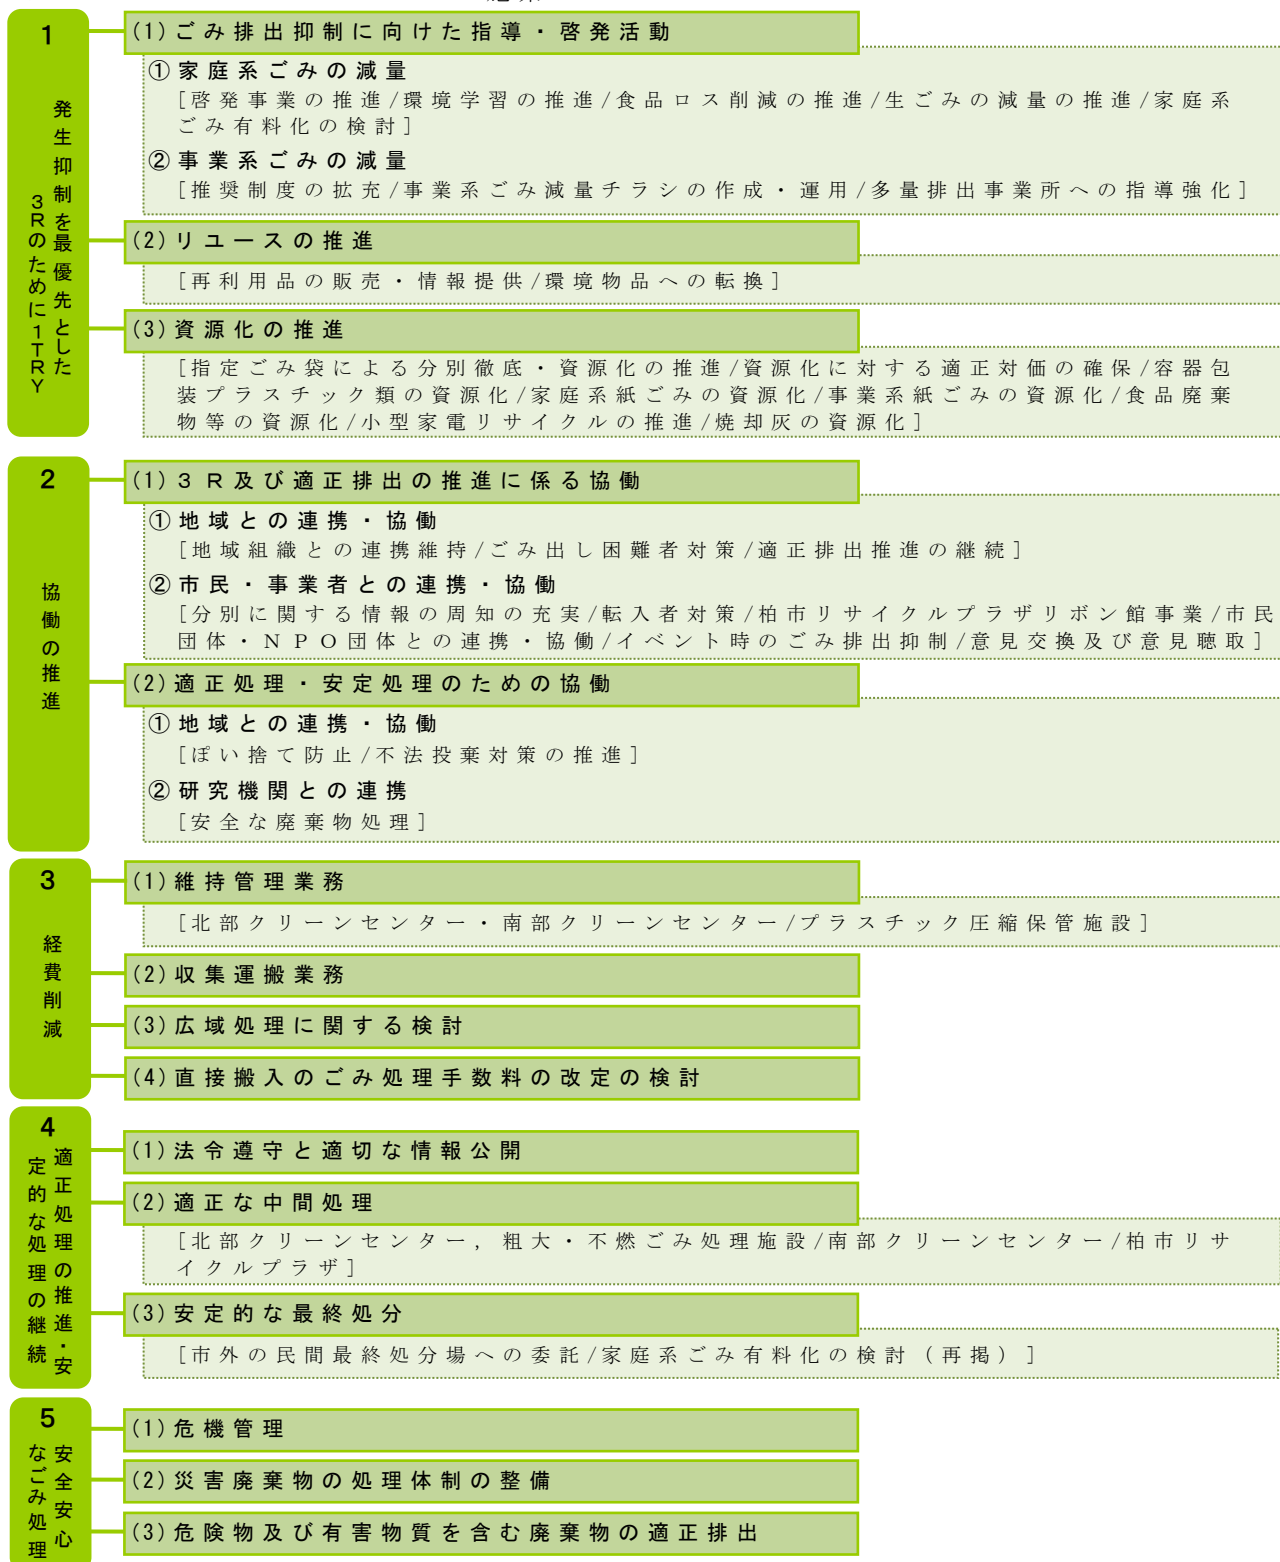 1
発生抑制を最優先とした
3Rのために1TRY
(1)ごみ排出抑制に向けた指導・啓発活動
①家庭系ごみの減量
[啓発事業の推進/環境学習の推進/食品ロス削減の推進/生ごみの減量の推進/家庭系
ごみ有料化の検討]
②事業系ごみの減量
[推奨制度の拡充/事業系ごみ減量チラシの作成・運用/多量排出事業所への指導強化]
(2)リユースの推進
[再利用品の販売・情報提供/環境物品への転換]
(3)資源化の推進
[指定ごみ袋による分別徹底・資源化の推進/資源化に対する適正対価の確保/容器包
装プラスチック類の資源化/家庭系紙ごみの資源化/事業系紙ごみの資源化/食品廃棄
物等の資源化/小型家電リサイクルの推進/焼却灰の資源化]
2
協働の推進
(1)3R及び適正排出の推進に係る協働
①地域との連携・協働
[地域組織との連携維持/ごみ出し困難者対策/適正排出推進の継続]
②市民・事業者との連携・協働
[分別に関する情報の周知の充実/転入者対策/柏市リサイクルプラザリボン館事業/市民
団体・NPO団体との連携・協働/イベント時のごみ排出抑制/意見交換及び意見聴取]
(2)適正処理・安定処理のための協働
①地域との連携・協働
[ぽい捨て防止/不法投棄対策の推進]
②研究機関との連携
[安全な廃棄物処理]
3
経費削減
(1)維持管理業務
[北部クリーンセンター・南部クリーンセンター/プラスチック圧縮保管施設]
(2)収集運搬業務
(3)広域処理に関する検討
(4)直接搬入のごみ処理手数料の改定の検討
4
適正処理の推進・安
定的な処理の継続
(1)法令遵守と適切な情報公開
(2)適正な中間処理
[北部クリーンセンター,粗大・不燃ごみ処理施設/南部クリーンセンター/柏市リサ
イクルプラザ]
(3)安定的な最終処分
[市外の民間最終処分場への委託/家庭系ごみ有料化の検討(再掲)]
5
安全安心
なごみ処理
(1)危機管理
(2)災害廃棄物の処理体制の整備
(3)危険物及び有害物質を含む廃棄物の適正排出